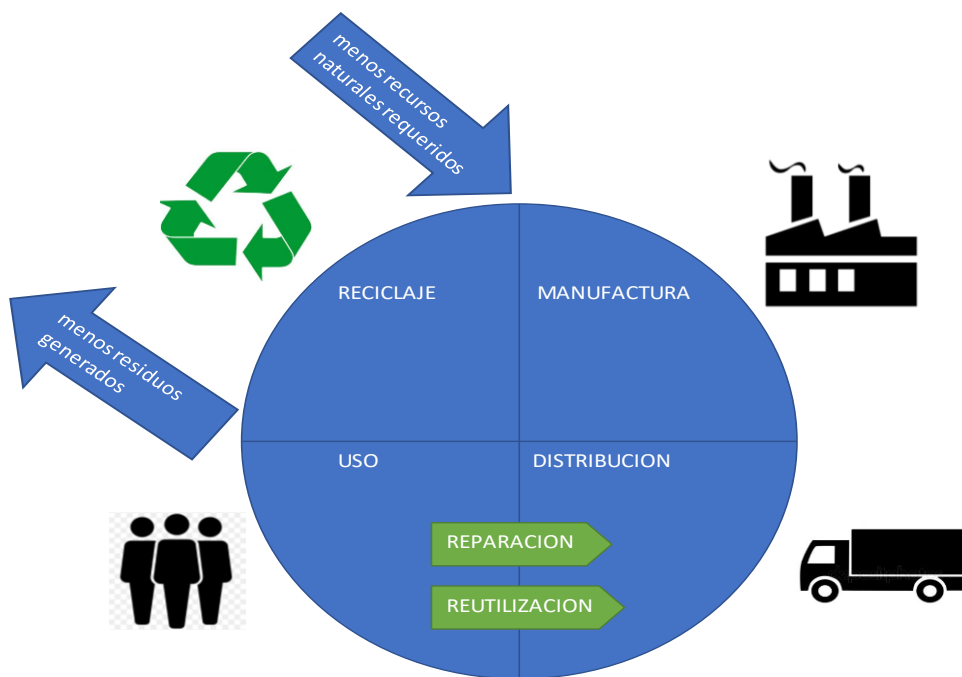 menos recursos
naturales requeridos
RECICLAJE
MANUFACTURA
menos residuos
generados
USO
DISTRIBUCION
REPARACION
REUTILIZACION